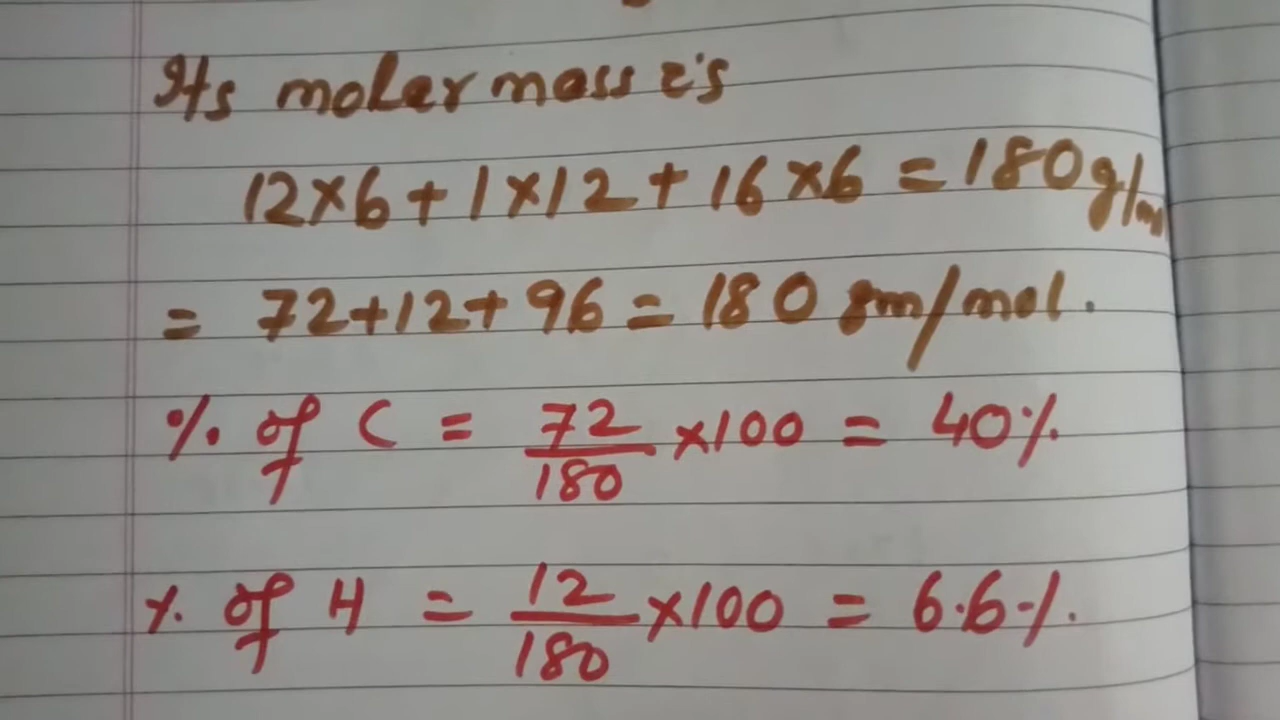 Its molar mass is
12×6+1×12+16×6=180g/mol
= 72+12+96=180 gm/mol.
% of C = 72/180 ×100 = 40%
% of H = 12/180 ×100 = 6.6%